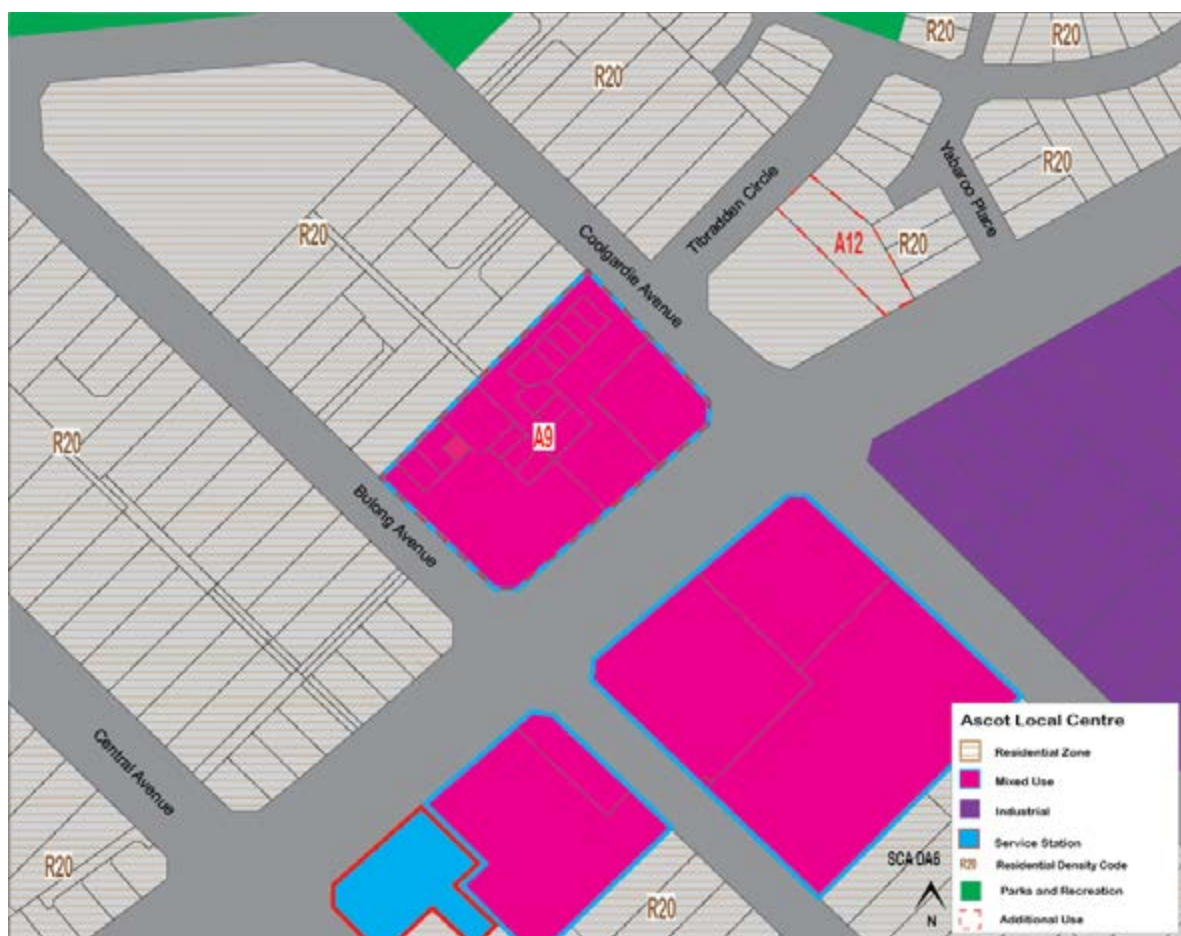 R20
R20
R20
R20
Yabaroo Place
Tibradden Circle
R20
Coolgardie Avenue
A12
R20
A9
R20
Bulong Avenue
Central Avenue
R20
R20
SCA DA6
N
Ascot Local Centre
Residential Zone
Mixed Use
Industrial
Service Station
R20 Residential Density Code
Parks and Recreation
Additional Use